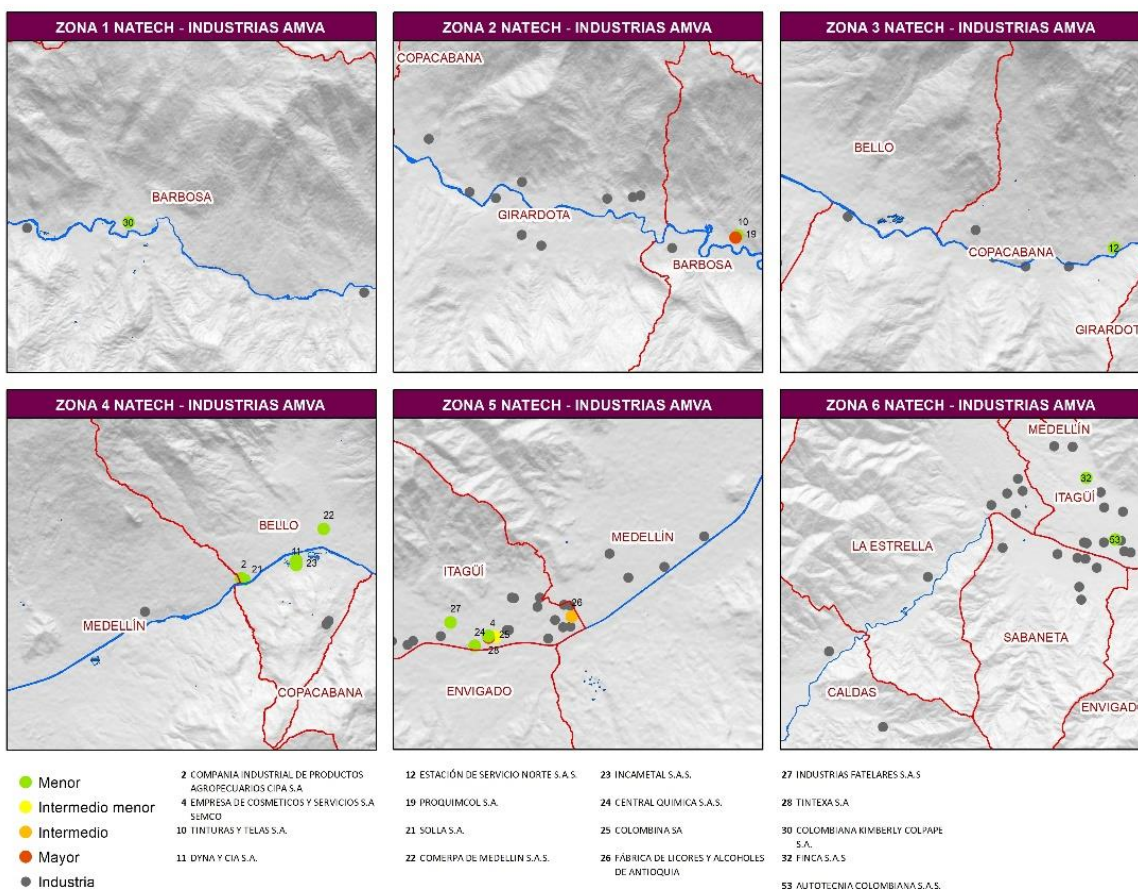 ZONA 1 NATECH - INDUSTRIAS AMVA
BARBOSA
30
ZONA 2 NATECH - INDUSTRIAS AMVA
COPACABANA
GIRARDOTA
10
19
BARBOSA
ZONA 3 NATECH - INDUSTRIAS AMVA
BELLO
COPACABANA
12
GIRARDOT
ZONA 4 NATECH - INDUSTRIAS AMVA
22
BELLO
11
2
21
23
MEDELLÍN
COPACABANA
ZONA 5 NATECH - INDUSTRIAS AMVA
MEDELLÍN
ITAGÜÍ
26
27
4
24
25
28
ENVIGADO
ZONA 6 NATECH - INDUSTRIAS AMVA
MEDELLÍN
32
ITAGÜÍ
53
LA ESTRELLA
SABANETA
CALDAS
ENVIGADO
Menor
Intermedio menor
Intermedio
Mayor
Industria
2 COMPANIA INDUSTRIAL DE PRODUCTOS
AGROPECUARIOS CIPA S.A
4 EMPRESA DE COSMETICOS Y SERVICIOS S.A
SEMCO
10 TINTURAS Y TELAS S.A.
11 DYNA Y CIA S.A.
12 ESTACIÓN DE SERVICIO NORTE S.A.S.
19 PROQUIMCOL S.A.
21 SOLLA S.A.
22 COMERPA DE MEDELLIN S.A.S.
23 INCAMETAL S.A.S.
24 CENTRAL QUIMICA S.A.S.
25 COLOMBINA SA
26 FÁBRICA DE LICORES Y ALCOHOLES
DE ANTIOQUIA
27 INDUSTRIAS FATELARES S.A.S
28 TINTEXA S.A
30 COLOMBIANA KIMBERLY COLPAPE
S.A.
32 FINCA S.A.S
53 AUTOTECNIA COLOMBIANA S.A.S.